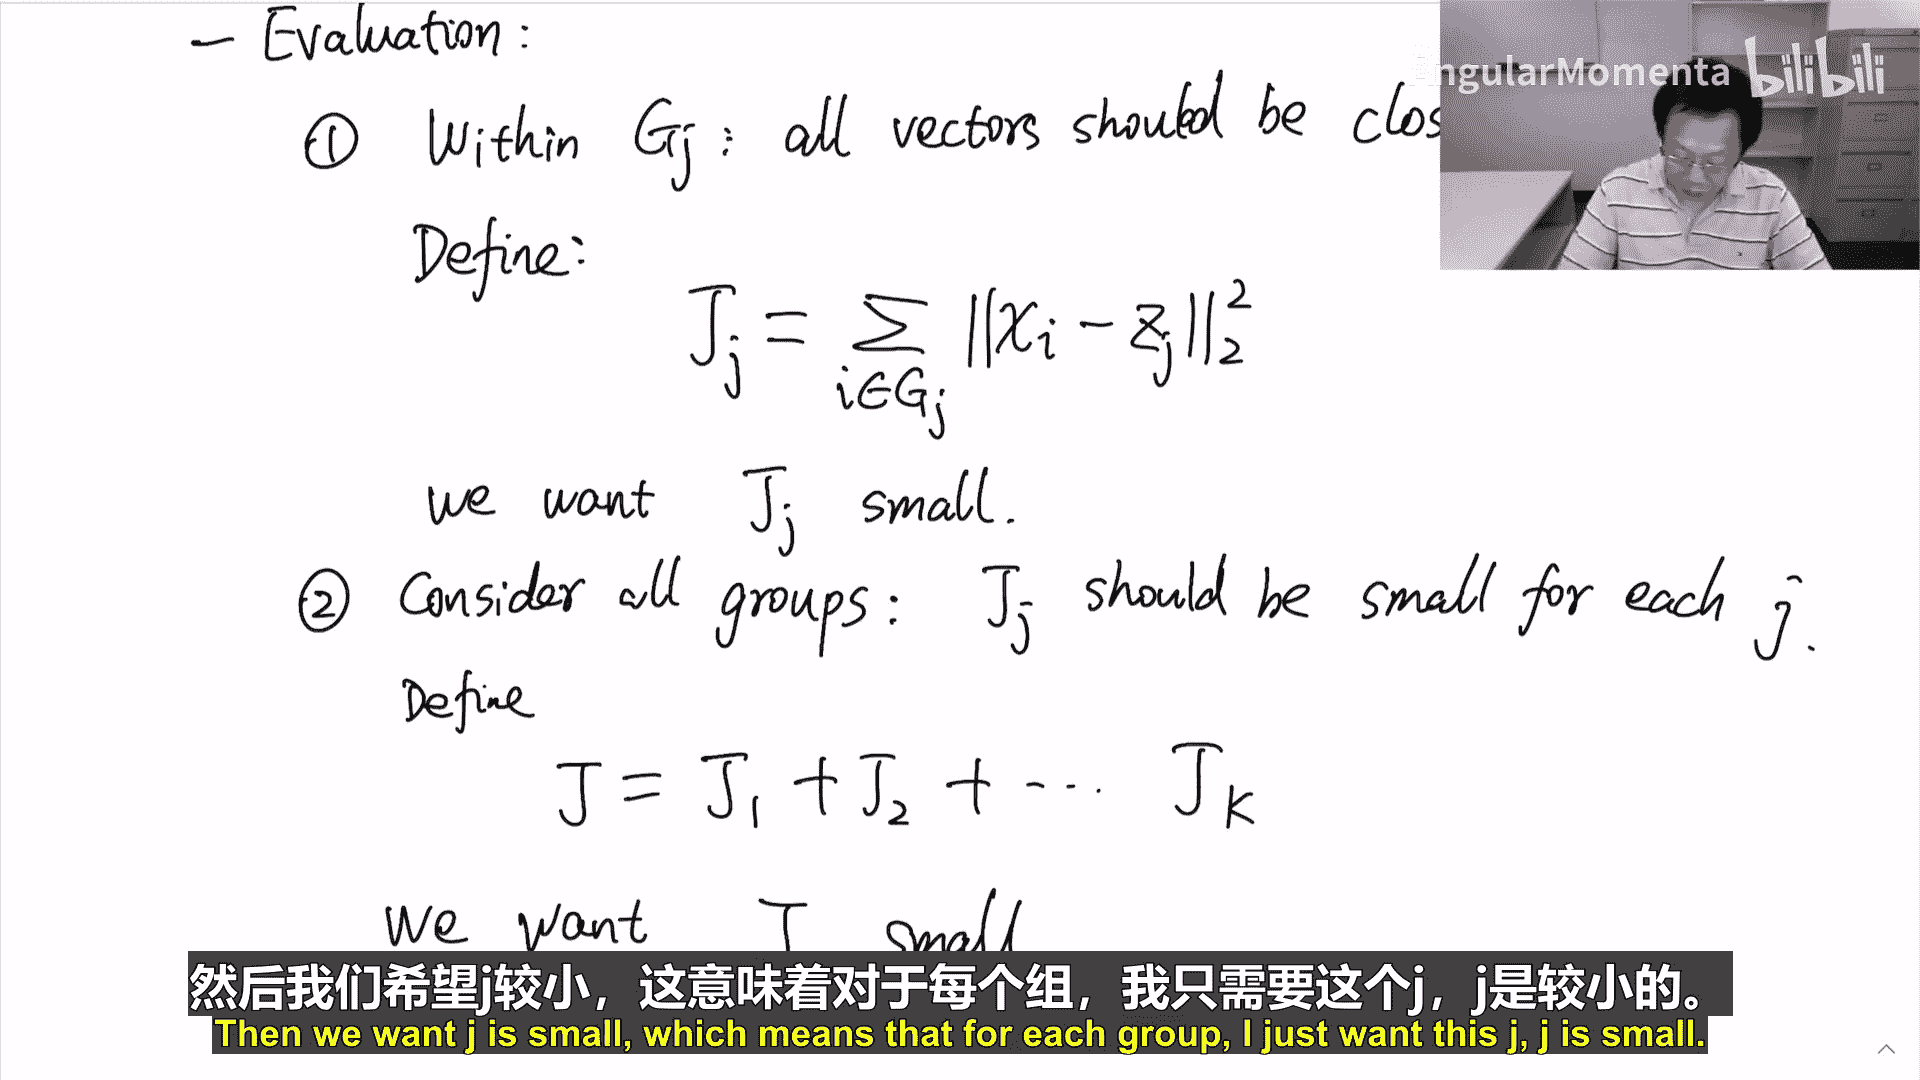 - Evaluation:
① Within Gj: all vectors should be clos
ngularMomenta bilibili
Define:
Jj = ∑ ||xi - zj||₂²
i∈Gj
we want Jj small.
② Consider all groups: Jj should be small for each j.
Define
J = J₁ + J₂ + --- JK
We want J small
然后我们希望j较小，这意味着对于每个组，我只需要这个j，j是较小的。
Then we want j is small, which means that for each group, I just want this j, j is small.